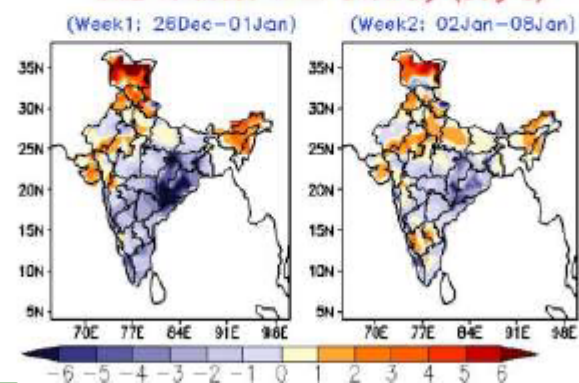 (Week1: 26Dec-01Jan) (Week2: 02Jan-08Jan)
35N 35N
30N 30N
25N 25N
20N 20N
15N 15N
10N 10N
5N 5N
70E 77E 84E 91E 98E 70E 77E 84E 91E 98E
-6 -5 -4 -3 -2 -1 0 1 2 3 4 5 6